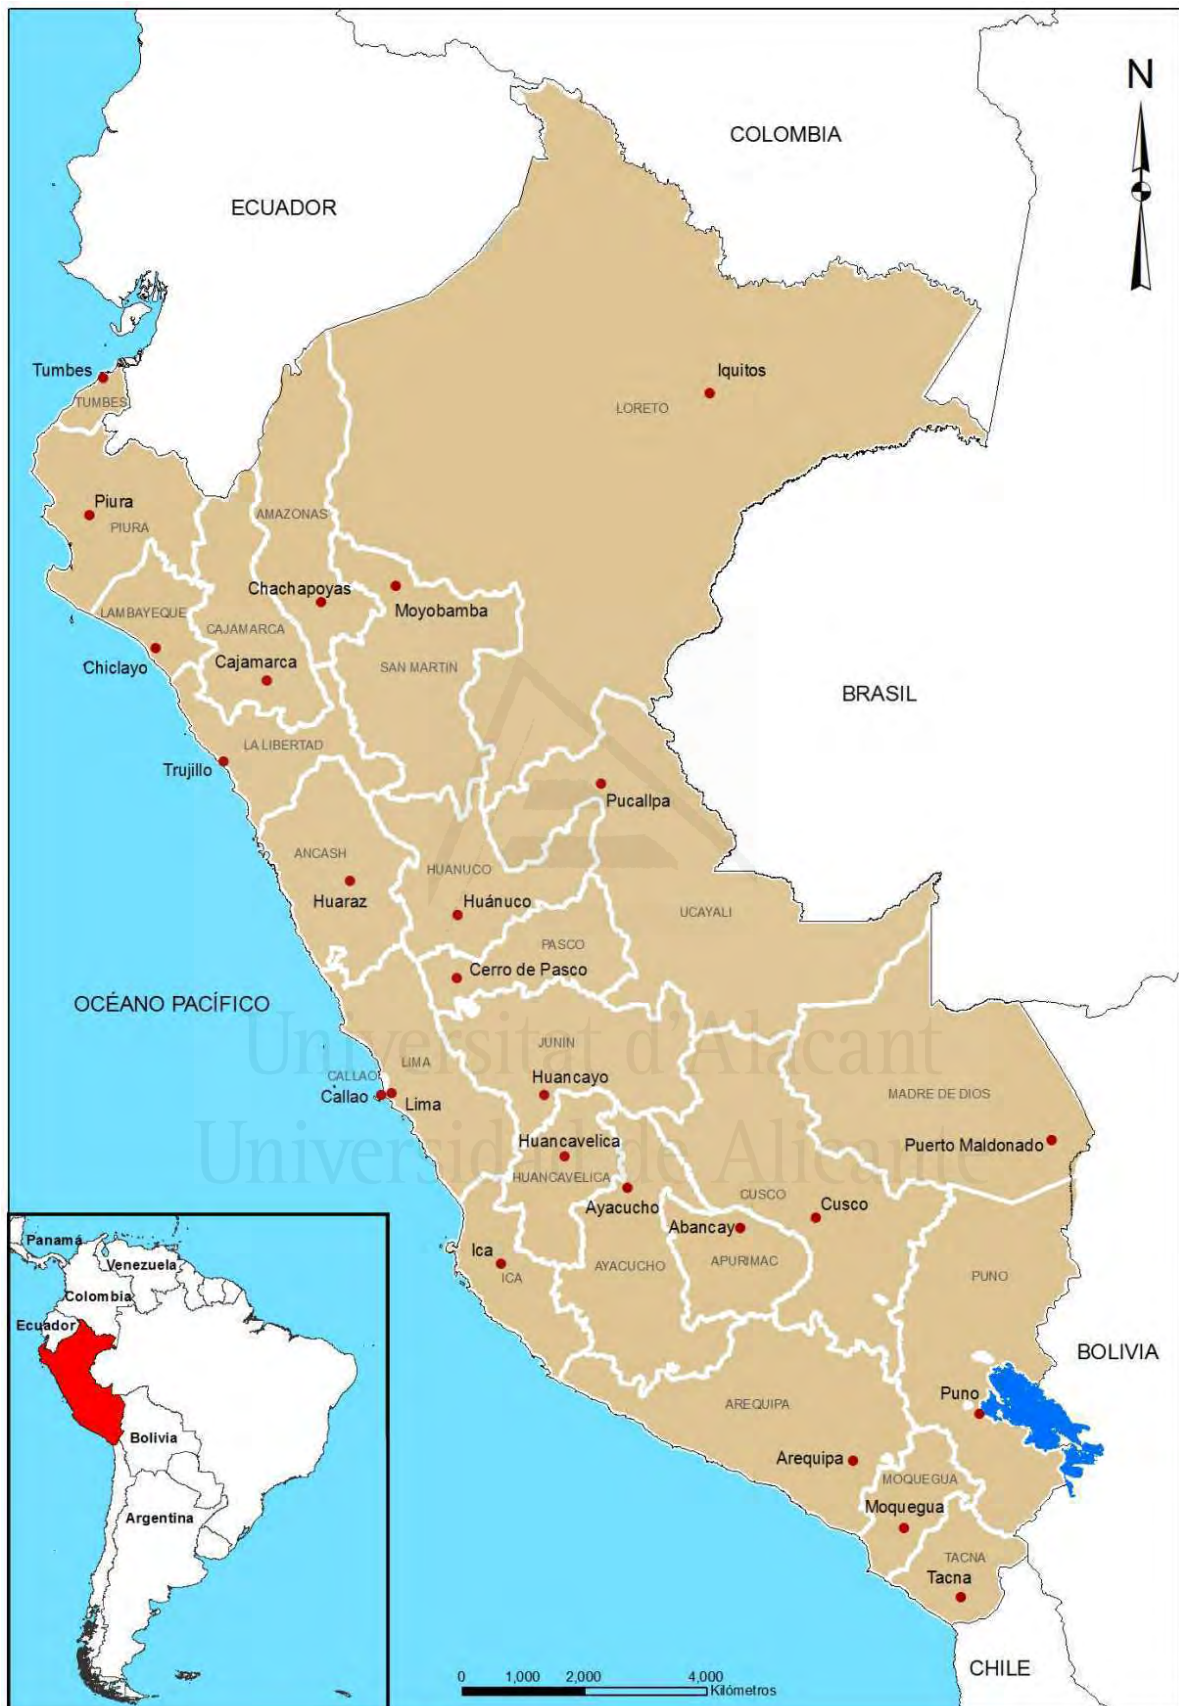 N
COLOMBIA
ECUADOR
Tumbes
TUMBES
Iquitos
LORETO
Piura
PIURA
AMAZONAS
Chachapoyas
Moyobamba
LAMBAYEQUE
CAJAMARCA
Cajamarca
Chiclayo
SAN MARTIN
BRASIL
LA LIBERTAD
Trujillo
Pucallpa
ANCASH
HUANUCO
Huaraz
Huánuco
UCAYALI
PASCO
Cerro de Pasco
OCÉANO PACÍFICO
Universitat d'Alacant
JUNÍN
LIMA
CALLAO
Huancayo
Callao
Lima
MADRE DE DIOS
Huancavelica
Puerto Maldonado
Universidad de Alicante
HUANCAVELICA
CUSCO
Ayacucho
Cusco
Abancay
Ica
ICA
AYACUCHO
APURIMAC
PUNO
BOLIVIA
Puno
AREQUIPA
Arequipa
MOQUEGUA
Moquegua
TACNA
Tacna
CHILE
Panamá
Venezuela
Colombia
Ecuador
Bolivia
Argentina
0 1,000 2,000 4,000
Kilómetros